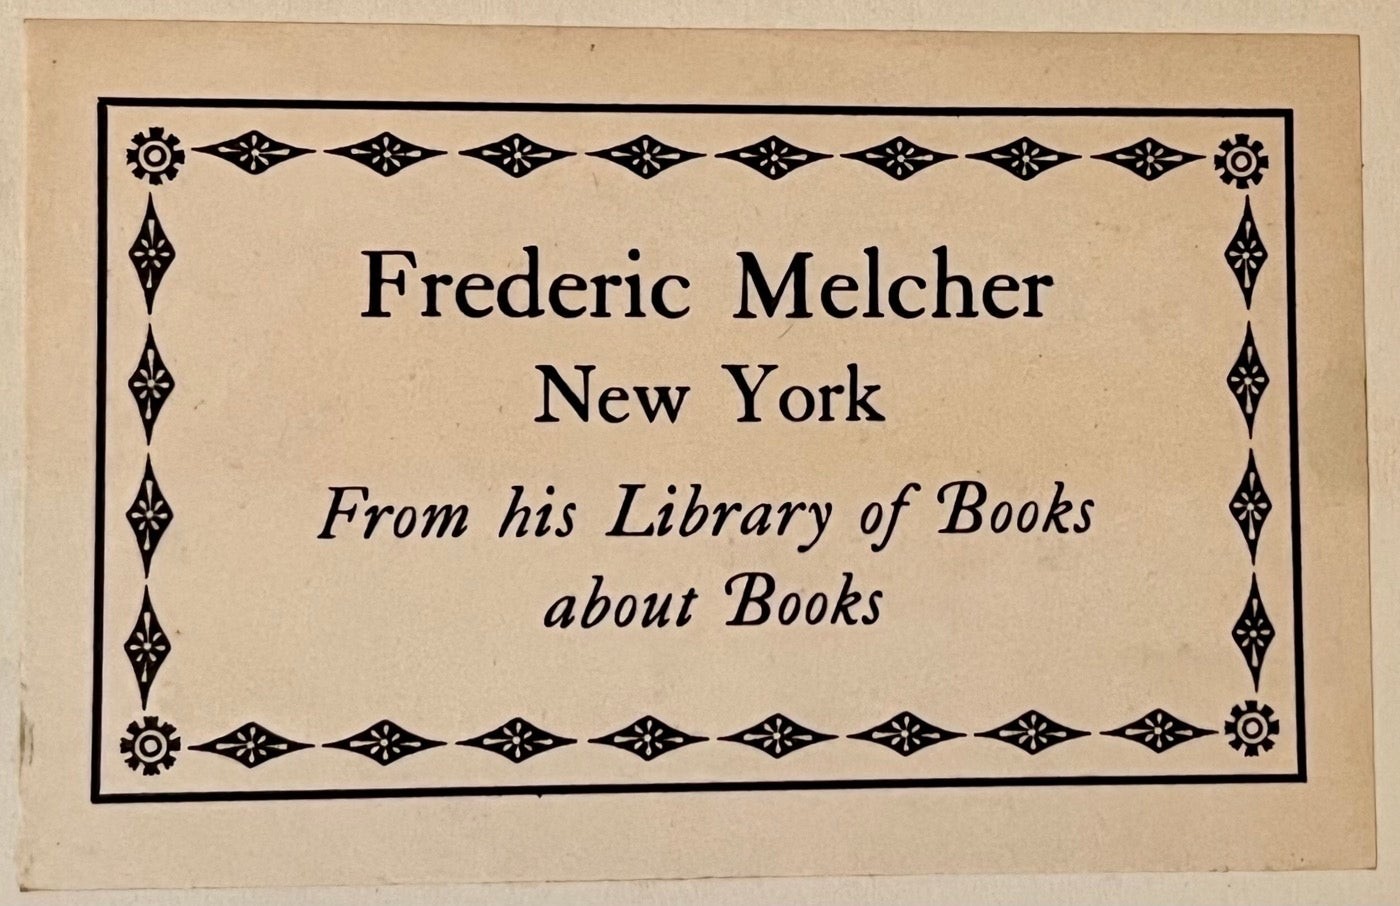 Frederic Melcher
New York
From his Library of Books
about Books